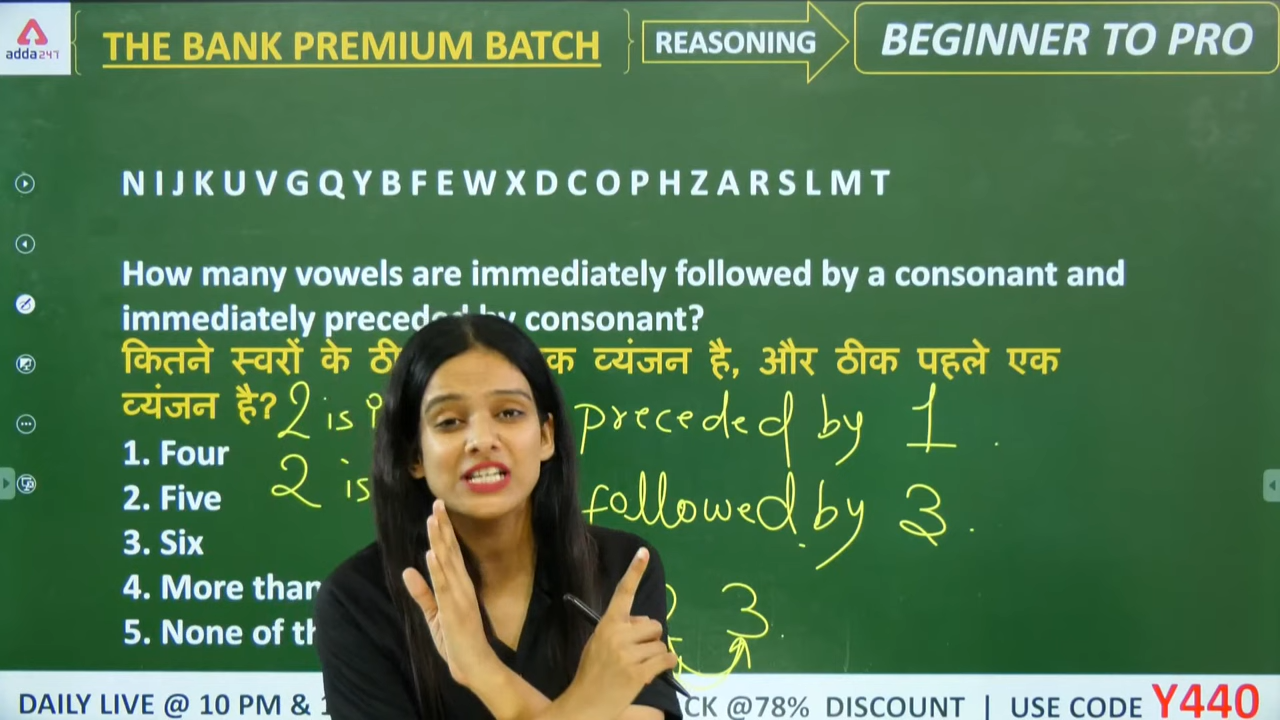 adda247
THE BANK PREMIUM BATCH
REASONING
BEGINNER TO PRO
N I J K U V G Q Y B F E W X D C O P H Z A R S L M T
How many vowels are immediately followed by a consonant and
immediately preceded by consonant?
कितने स्वरों के व्यंजन है, और ठीक पहले एक
व्यंजन है?
2 is preceded by 1.
1. Four
2 is followed by 3.
2. Five
3. Six
4. More than
2 3.
5. None of
DAILY LIVE @ 10 PM & @78% DISCOUNT | USE CODE Y440